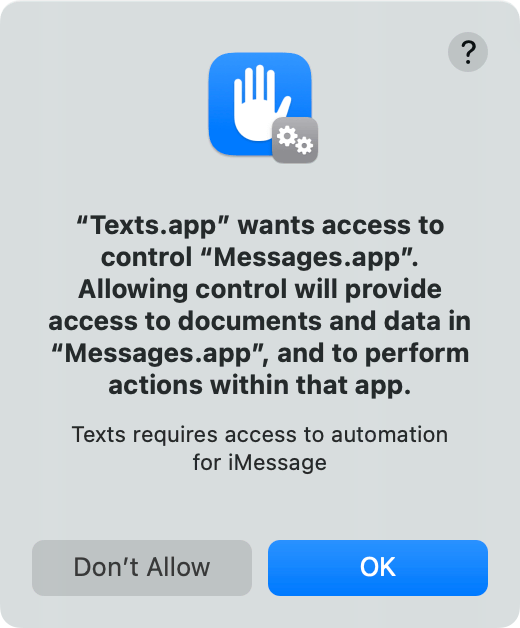 ?
“Texts.app” wants access to
control “Messages.app”.
Allowing control will provide
access to documents and data in
“Messages.app”, and to perform
actions within that app.
Texts requires access to automation
for iMessage
Don’t Allow
OK